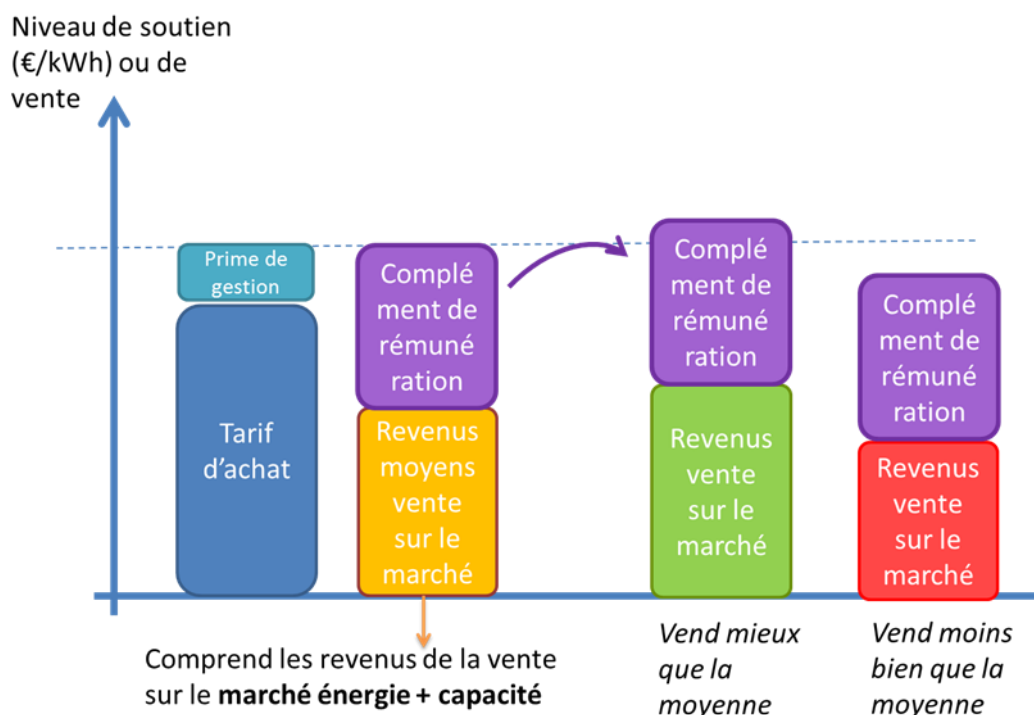 Niveau de soutien
(€/kWh) ou de
vente
Prime de
gestion
Tarif
d’achat
Complé
ment de
rémuné
ration
Revenus
moyens
vente
sur le
marché
Complé
ment de
rémuné
ration
Revenus
vente
sur le
marché
Complé
ment de
rémuné
ration
Revenus
vente
sur le
marché
Comprend les revenus de la vente
sur le marché énergie + capacité
Vend mieux
que la
moyenne
Vend moins
bien que la
moyenne